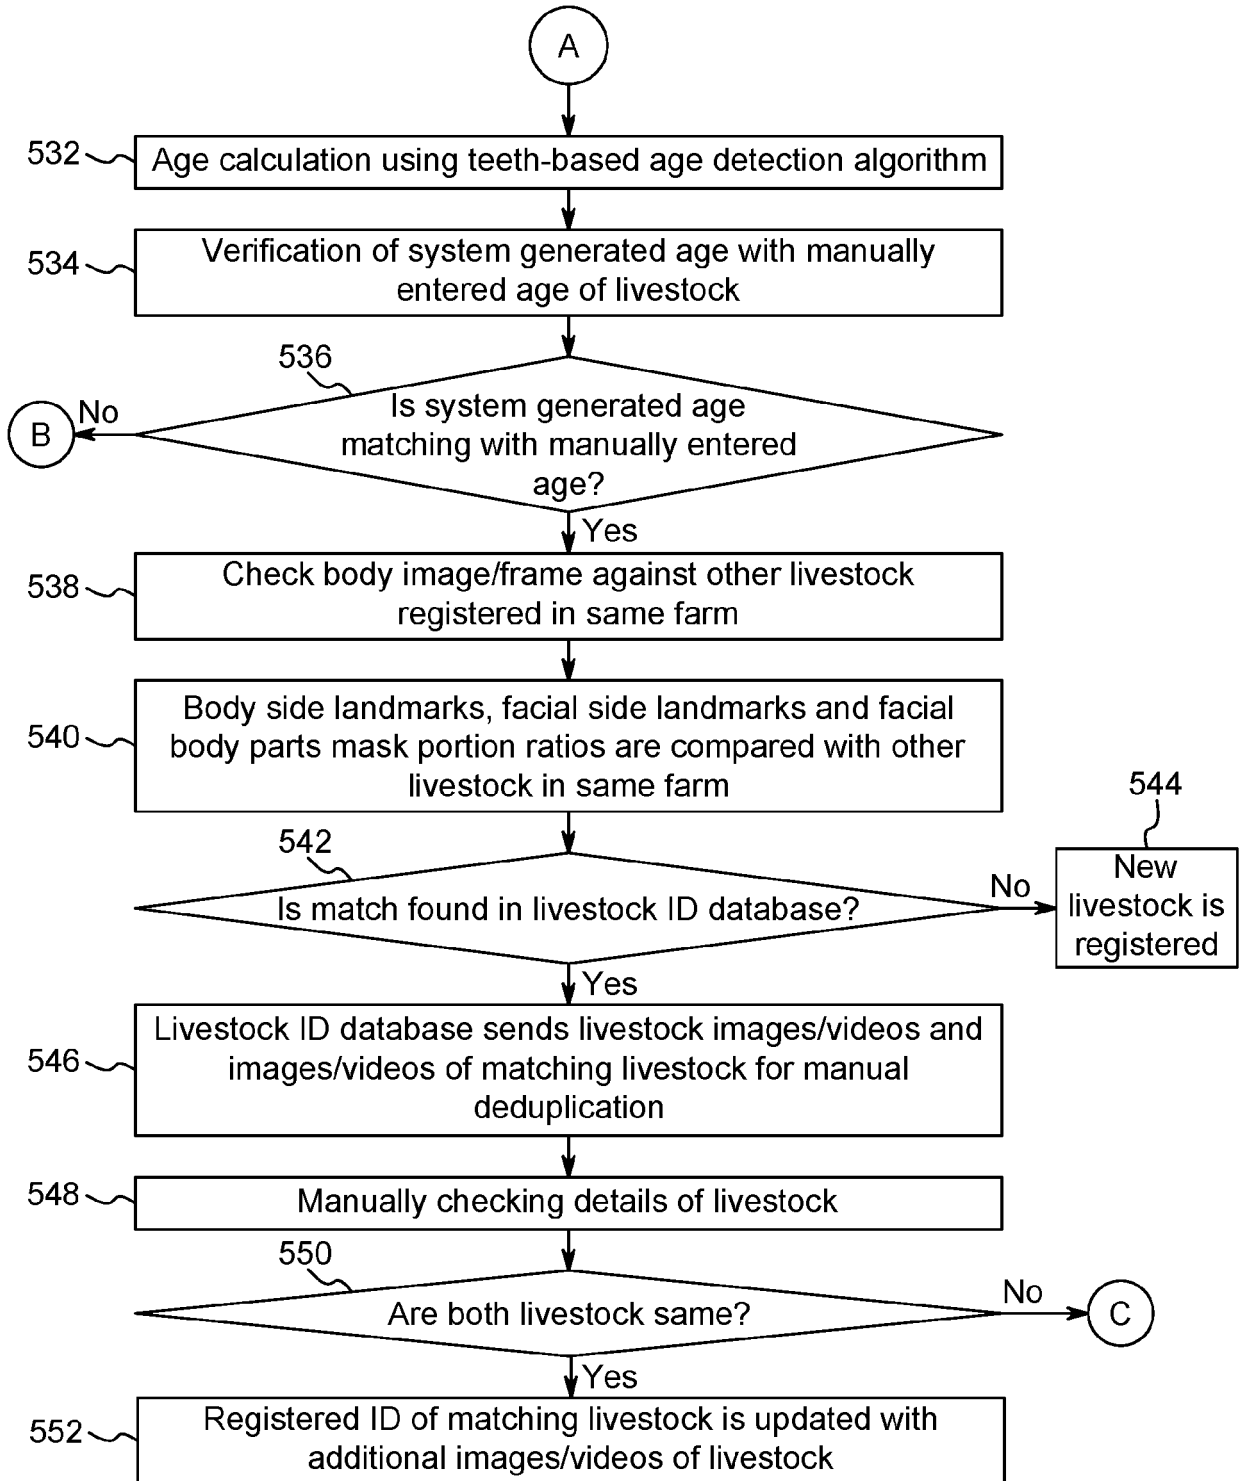 A
532
Age calculation using teeth-based age detection algorithm
534
Verification of system generated age with manually
entered age of livestock
536
Is system generated age
matching with manually entered
age?
No
B
Yes
538
Check body image/frame against other livestock
registered in same farm
540
Body side landmarks, facial side landmarks and facial
body parts mask portion ratios are compared with other
livestock in same farm
542
Is match found in livestock ID database?
No
544
New
livestock is
registered
Yes
546
Livestock ID database sends livestock images/videos and
images/videos of matching livestock for manual
deduplication
548
Manually checking details of livestock
550
Are both livestock same?
No
C
Yes
552
Registered ID of matching livestock is updated with
additional images/videos of livestock